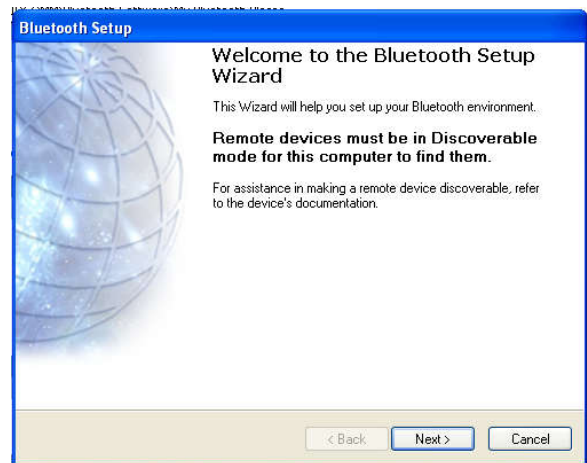 Bluetooth Setup
Welcome to the Bluetooth Setup
Wizard
This Wizard will help you set up your Bluetooth environment.
Remote devices must be in Discoverable
mode for this computer to find them.
For assistance in making a remote device discoverable, refer
to the device's documentation.
< Back Next > Cancel